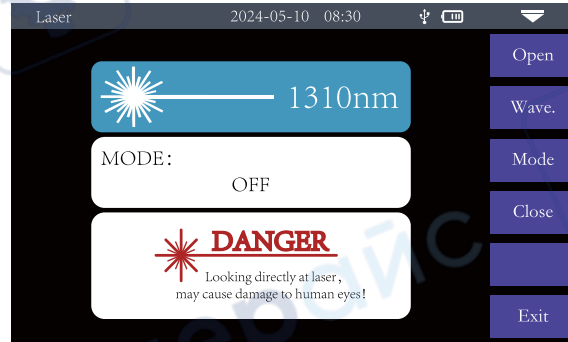 Laser 2024-05-10 08:30
Open
1310nm
Wave.
MODE:
OFF
Mode
Close
DANGER
Looking directly at laser,
may cause damage to human eyes!
Exit